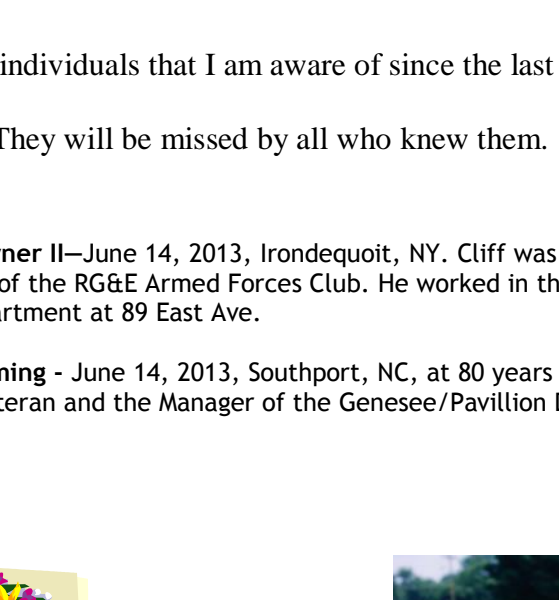 individuals that I am aware of since the last
They will be missed by all who knew them.
ner II—June 14, 2013, Irondequoit, NY. Cliff was
of the RG&E Armed Forces Club. He worked in th
artment at 89 East Ave.
ning - June 14, 2013, Southport, NC, at 80 years
teran and the Manager of the Genesee/Pavillion D